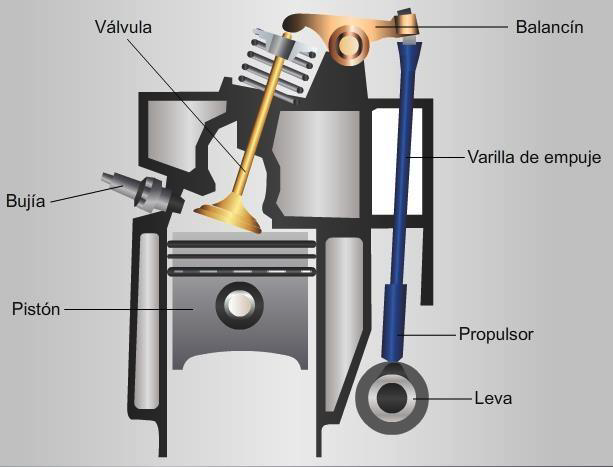 Válvula
Balancín
Varilla de empuje
Bujía
Pistón
Propulsor
Leva